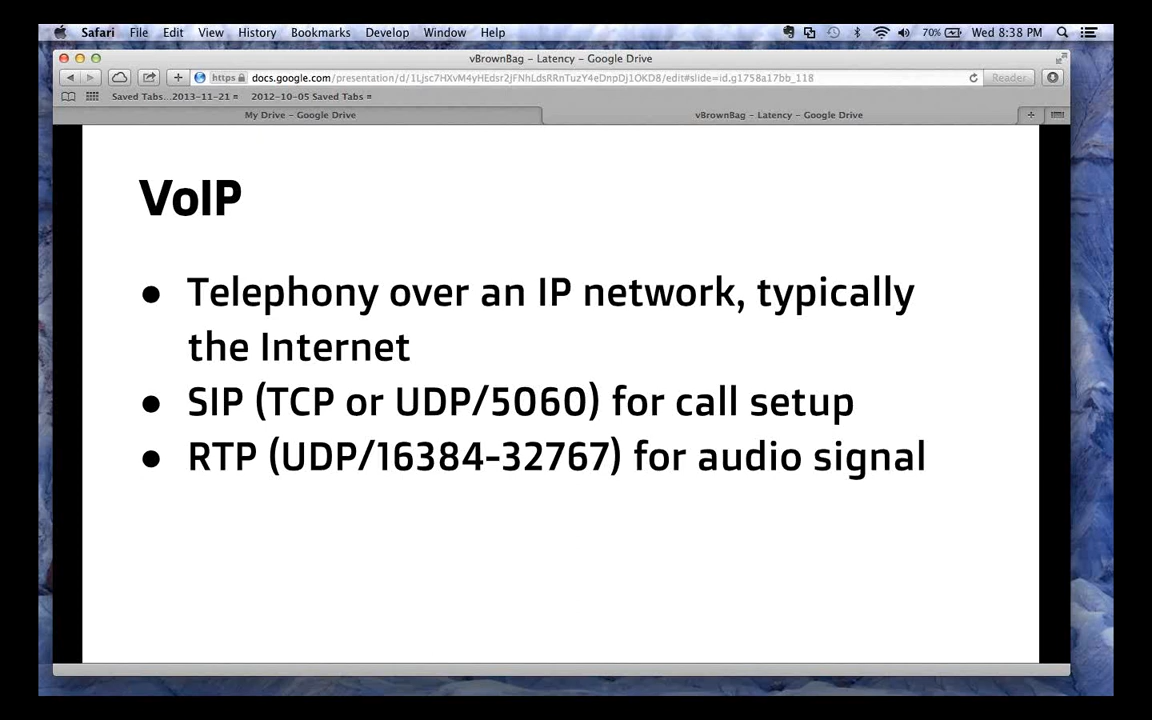 Safari File Edit View History Bookmarks Develop Window Help 70% Wed 8:38 PM
vBrownBag – Latency – Google Drive
https docs.google.com/presentation/d/1LjsC7HXvM4yHEdsr2JFNhLdsRRnTuzY4eDnpDj1OKD8/edit#slide=id.g1758a17bb_118 Reader
Saved Tabs...2013-11-21 2012-10-05 Saved Tabs
My Drive – Google Drive vBrownBag – Latency – Google Drive
VoIP
● Telephony over an IP network, typically
the Internet
● SIP (TCP or UDP/5060) for call setup
● RTP (UDP/16384-32767) for audio signal